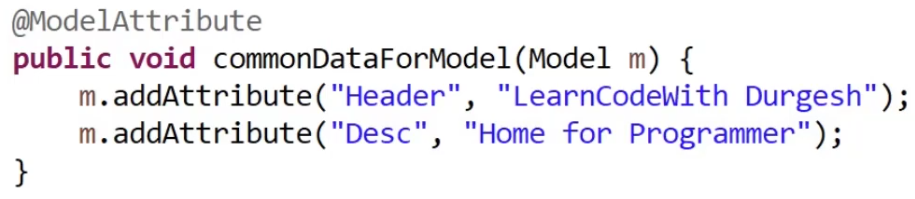 @ModelAttribute
public void commonDataForModel(Model m) {
    m.addAttribute("Header", "LearnCodeWith Durgesh");
    m.addAttribute("Desc", "Home for Programmer");
}